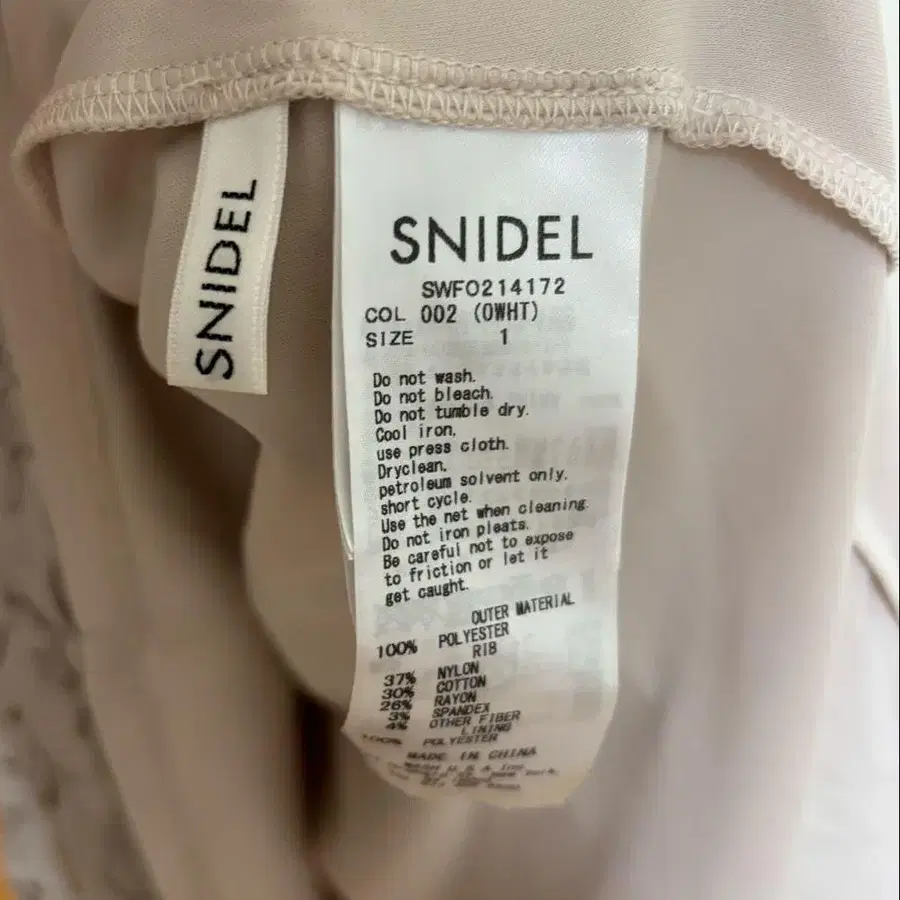 SNIDEL
SNIDEL
SWFO214172
COL 002 (OWHT)
SIZE 1
Do not wash.
Do not bleach.
Do not tumble dry.
Cool iron,
use press cloth.
Dryclean,
petroleum solvent only.
short cycle.
Use the net when cleaning.
Do not iron pleats.
Be careful not to expose
to friction or let it
get caught.
OUTER MATERIAL
100% POLYESTER
RIB
37% NYLON
30% COTTON
26% RAYON
3% SPANDEX
4% OTHER FIBER
LINING
100% POLYESTER
MADE IN CHINA